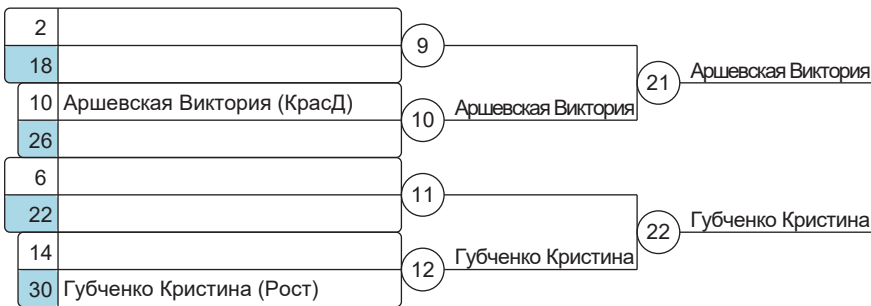 2
9
18
21 Аршевская Виктория
10 Аршевская Виктория (КрасД)
10 Аршевская Виктория
26
6
11
22
22 Губченко Кристина
14
12 Губченко Кристина
30 Губченко Кристина (Рост)